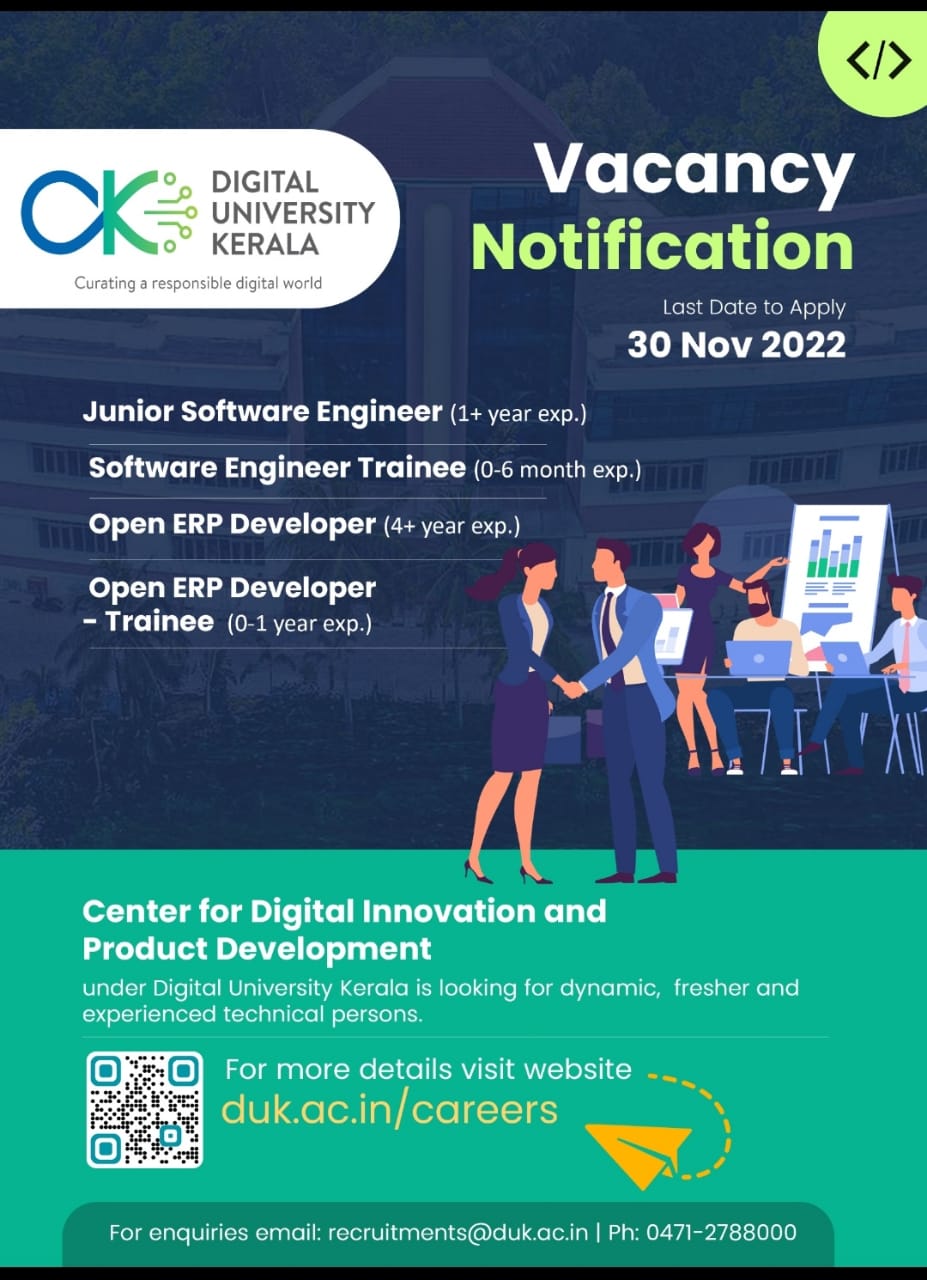 </>
DIGITAL
UNIVERSITY
KERALA
Curating a responsible digital world
Vacancy
Notification
Last Date to Apply
30 Nov 2022
Junior Software Engineer (1+ year exp.)
Software Engineer Trainee (0-6 month exp.)
Open ERP Developer (4+ year exp.)
Open ERP Developer
- Trainee (0-1 year exp.)
Center for Digital Innovation and
Product Development
under Digital University Kerala is looking for dynamic, fresher and
experienced technical persons.
For more details visit website
duk.ac.in/careers
For enquiries email: recruitments@duk.ac.in | Ph: 0471-2788000